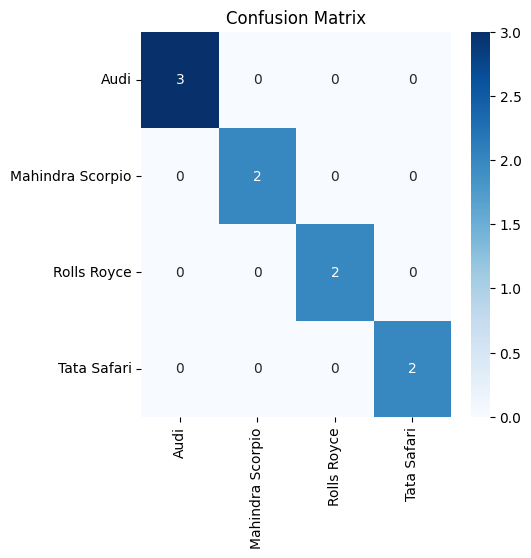 Confusion Matrix
Audi 3 0 0 0
Mahindra Scorpio 0 2 0 0
Rolls Royce 0 0 2 0
Tata Safari 0 0 0 2
Audi
Mahindra Scorpio
Rolls Royce
Tata Safari
3.0
2.5
2.0
1.5
1.0
0.5
0.0